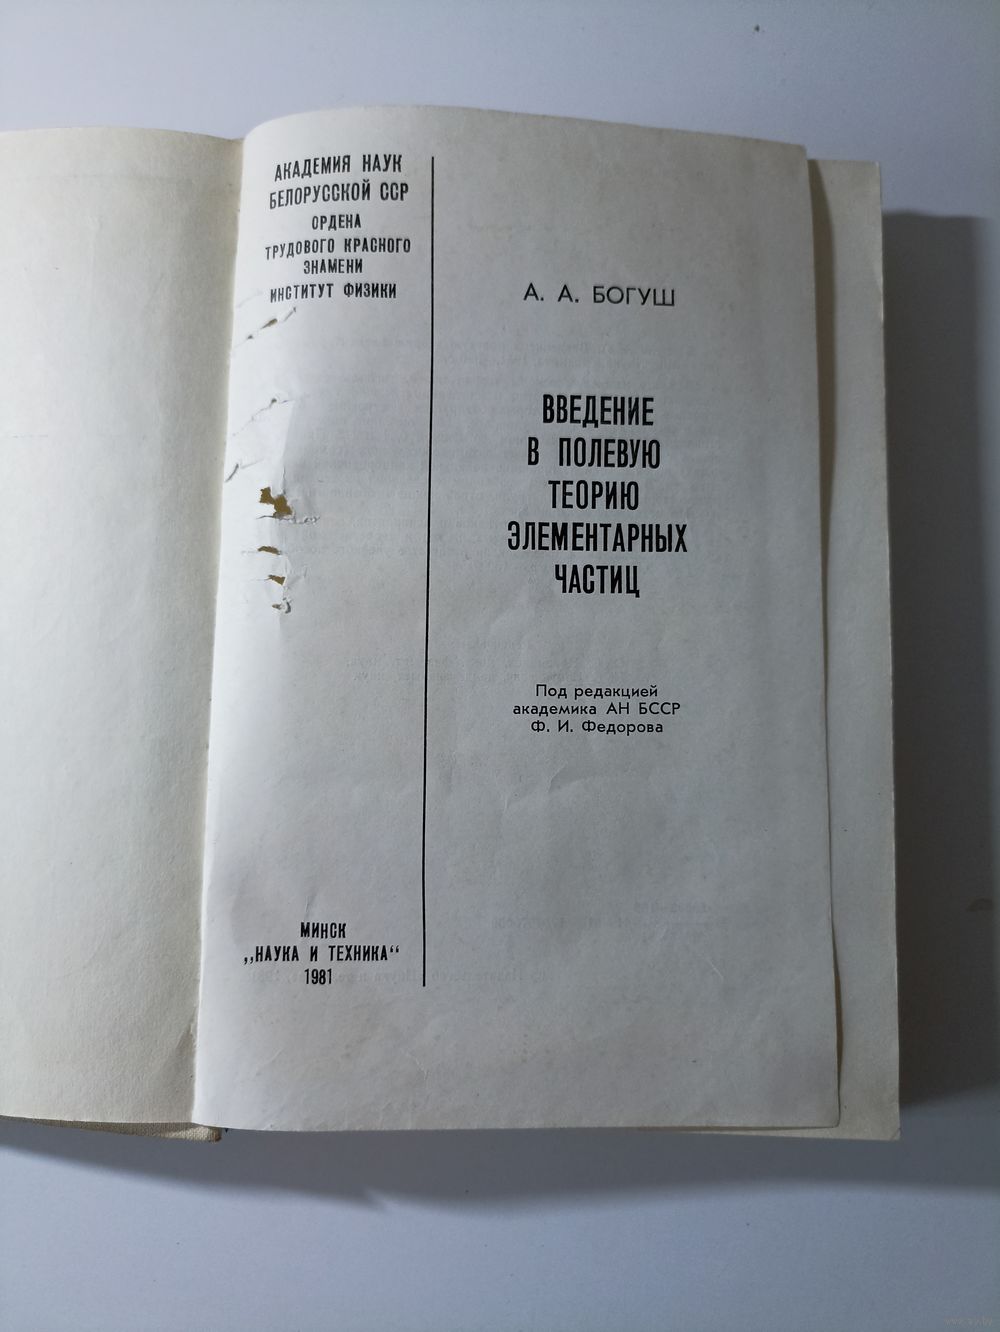 АКАДЕМИЯ НАУК
БЕЛОРУССКОЙ ССР
ОРДЕНА
ТРУДОВОГО КРАСНОГО
ЗНАМЕНИ
ИНСТИТУТ ФИЗИКИ
А. А. БОГУШ
ВВЕДЕНИЕ
В ПОЛЕВУЮ
ТЕОРИЮ
ЭЛЕМЕНТАРНЫХ
ЧАСТИЦ
Под редакцией
академика АН БССР
Ф. И. Федорова
МИНСК
„НАУКА И ТЕХНИКА“
1981